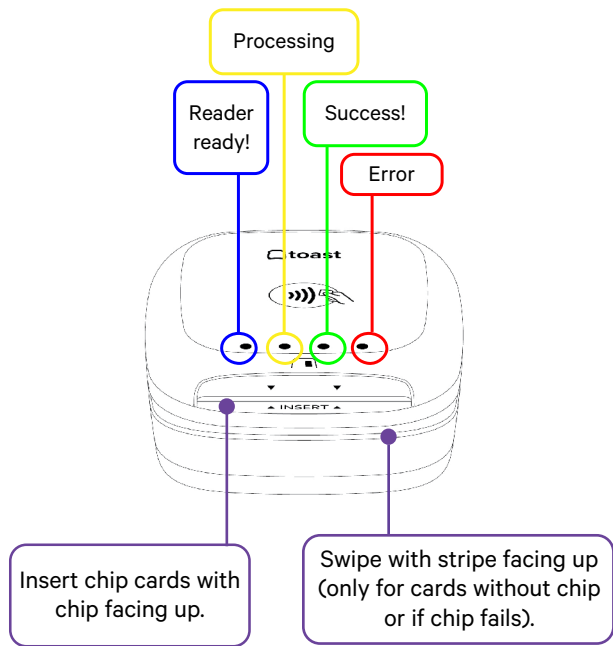 Processing
Reader
ready!
Success!
Error
toast
INSERT
Insert chip cards with
chip facing up.
Swipe with stripe facing up
(only for cards without chip
or if chip fails).